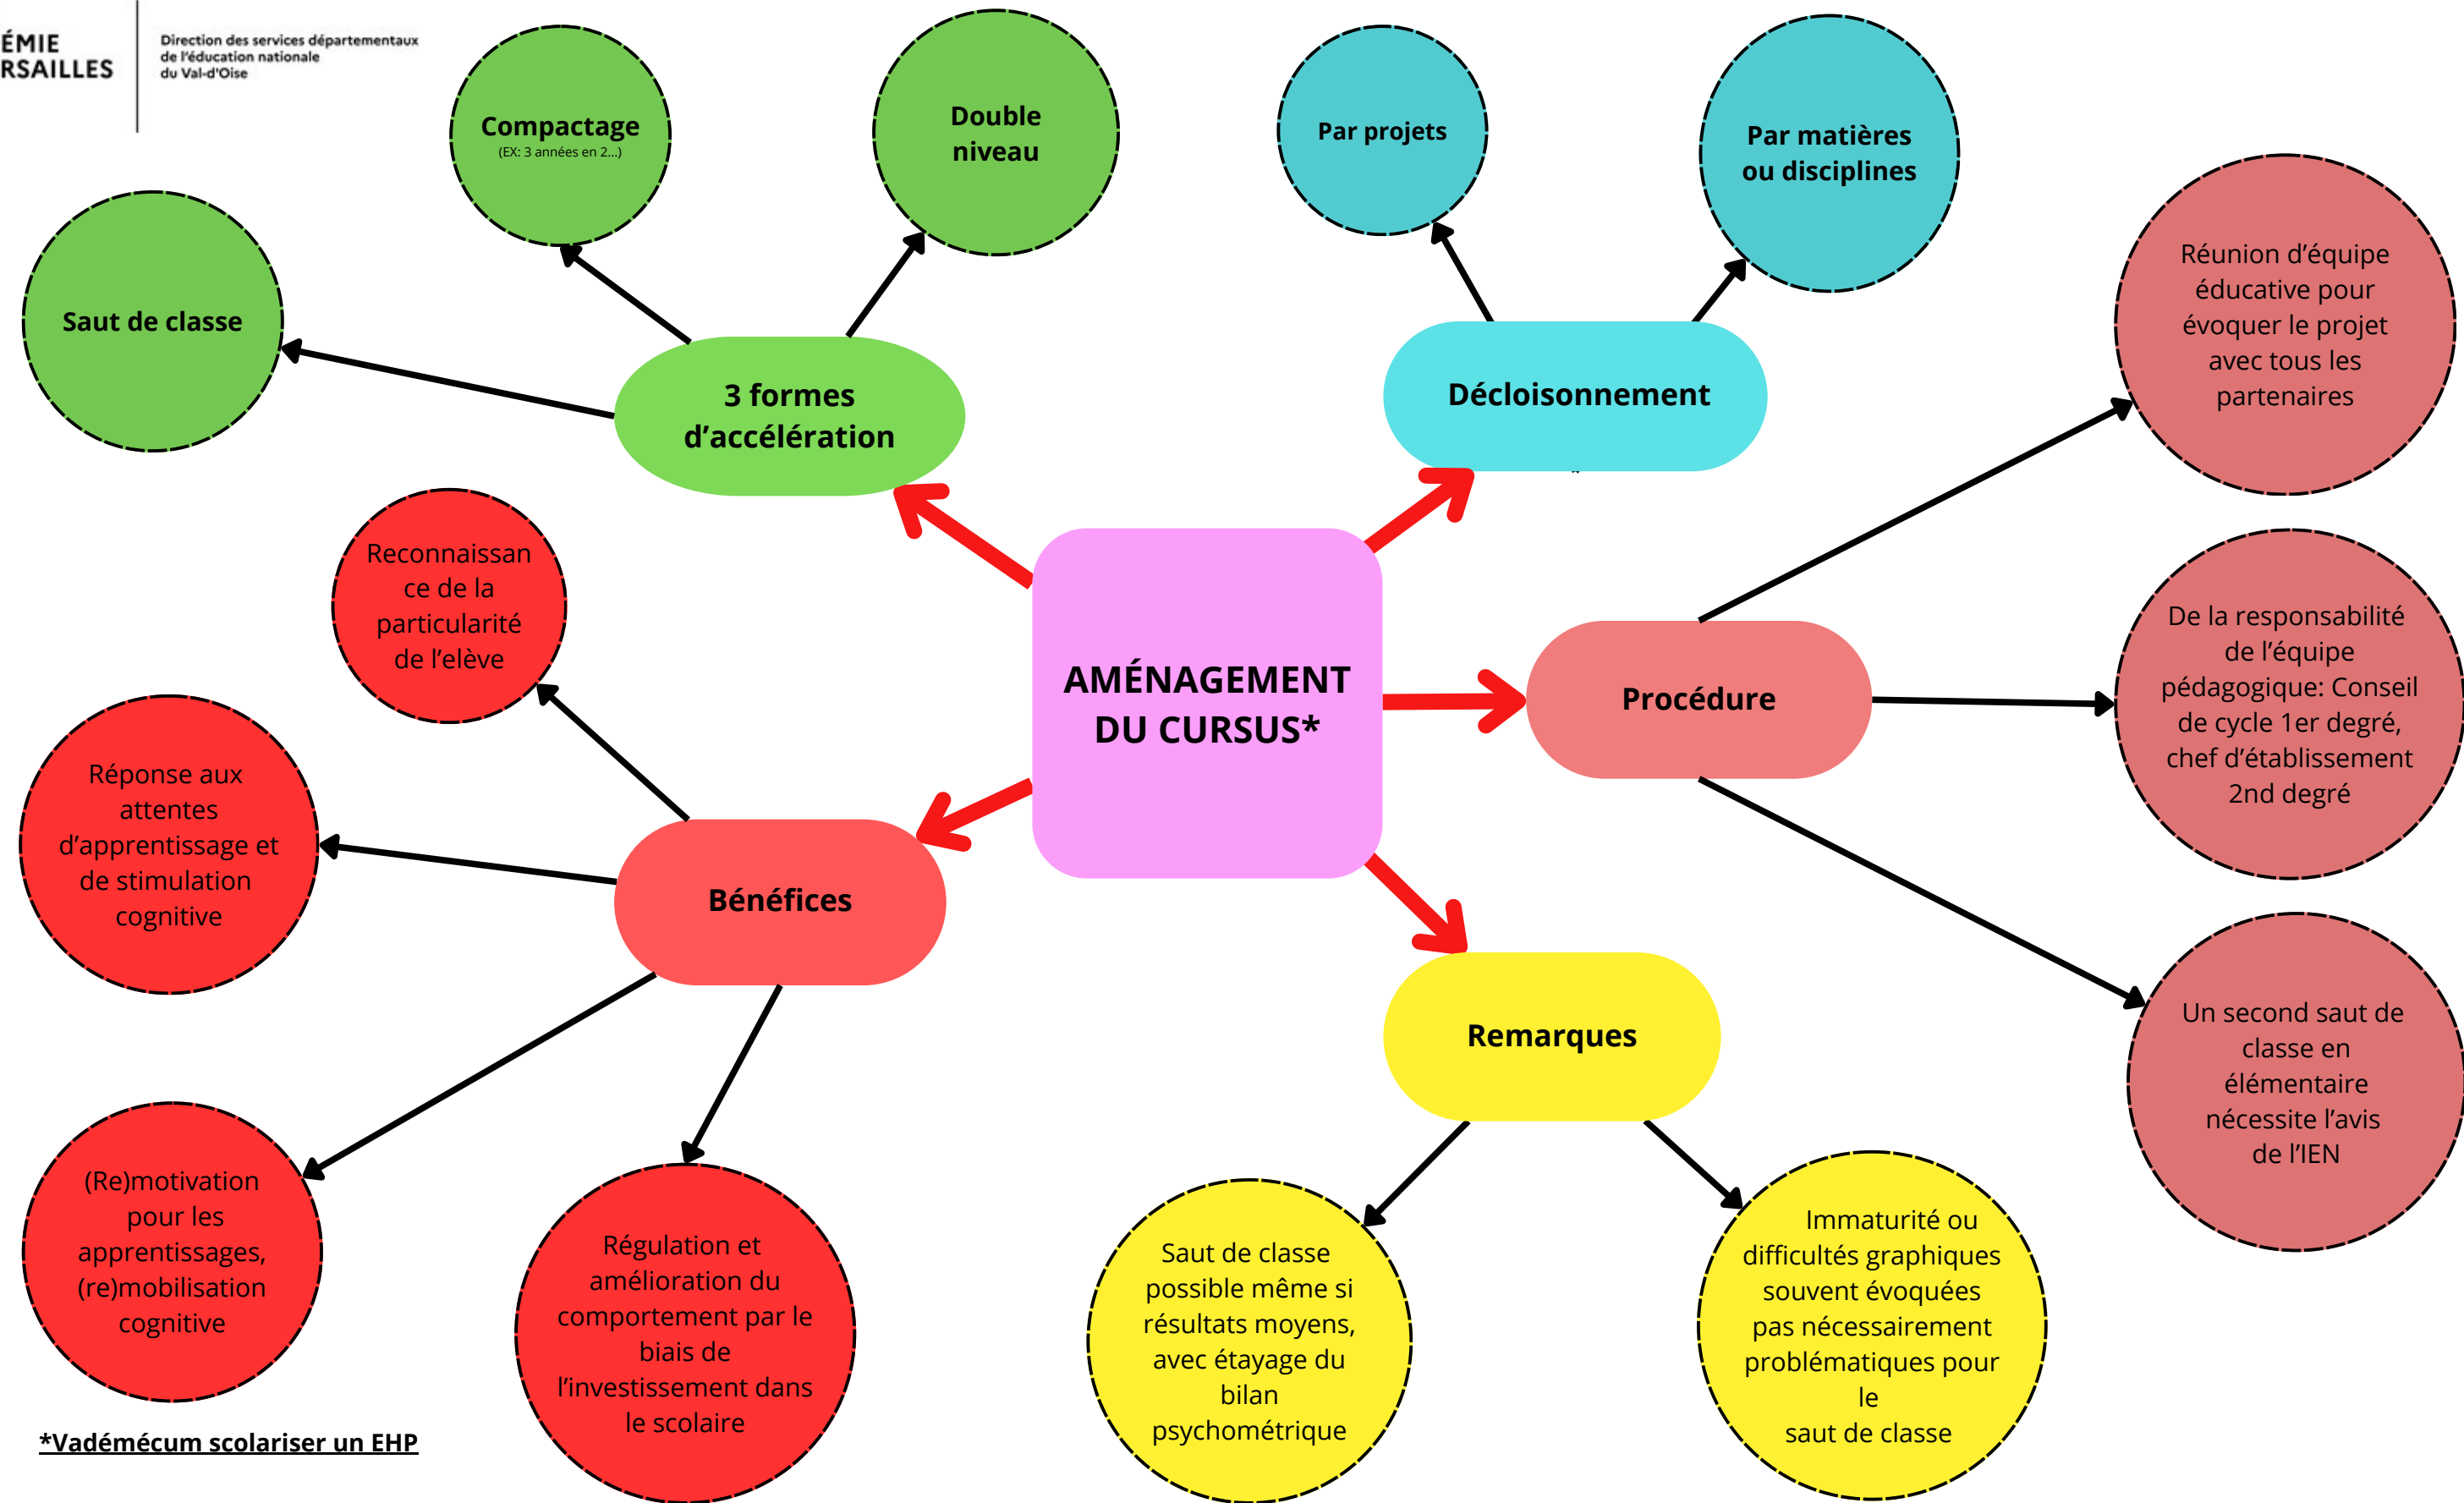 ÉMIE
RSAILLES
Direction des services départementaux
de l'éducation nationale
du Val-d'Oise
Compactage
(EX: 3 années en 2...)
Double
niveau
Par projets
Par matières
ou disciplines
Saut de classe
3 formes
d'accélération
Décloisonnement
Réunion d'équipe
éducative pour
évoquer le projet
avec tous les
partenaires
Reconnaissan
ce de la
particularité
de l'elève
AMÉNAGEMENT
DU CURSUS*
Procédure
De la responsabilité
de l'équipe
pédagogique: Conseil
de cycle 1er degré,
chef d'établissement
2nd degré
Réponse aux
attentes
d'apprentissage et
de stimulation
cognitive
Bénéfices
Remarques
Un second saut de
classe en
élémentaire
nécessite l'avis
de l'IEN
(Re)motivation
pour les
apprentissages,
(re)mobilisation
cognitive
Régulation et
amélioration du
comportement par le
biais de
l'investissement dans
le scolaire
Saut de classe
possible même si
résultats moyens,
avec étayage du
bilan
psychométrique
Immaturité ou
difficultés graphiques
souvent évoquées
pas nécessairement
problématiques pour
le
saut de classe
*Vadémécum scolariser un EHP